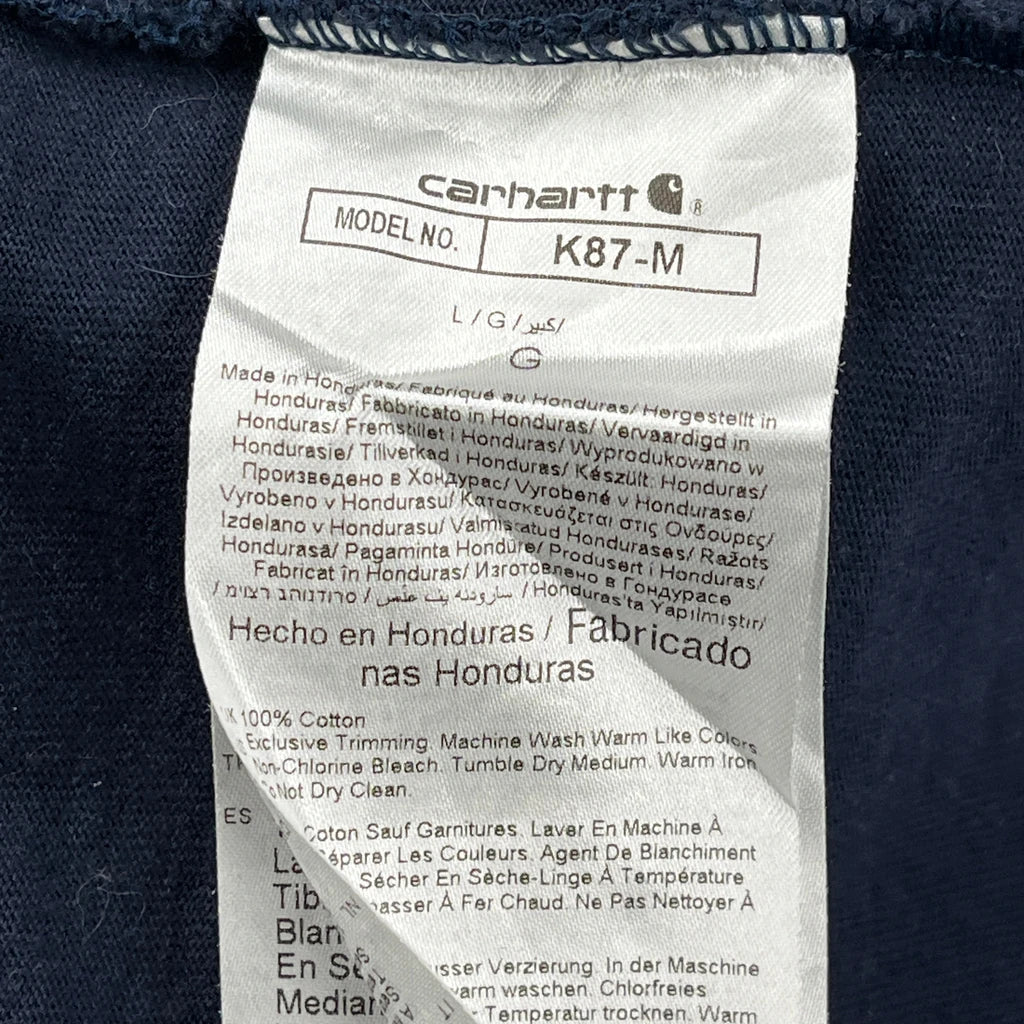 carhartt ®
MODEL NO. K87-M
L / G / كبير/
G
Made in Honduras/ Fabriqué au Honduras/ Hergestellt in
Honduras/ Fabbricato in Honduras/ Vervaardigd in
Honduras/ Fremstillet i Honduras/ Wyprodukowano w
Hondurasie/ Tillverkad i Honduras/ Készült: Honduras/
Произведено в Хондурас/ Vyrobené v Hondurase/
Vyrobeno v Hondurasu/ Κατασκευάζεται στις Ονδούρες/
Izdelano v Hondurasu/ Valmistatud Hondurases/ Ražots
Hondurasā/ Pagaminta Hondūre/ Produsert i Honduras/
Fabricat în Honduras/ Изготовлено в Гондурасе
/ Honduras'ta Yapılmıştır/
Hecho en Honduras / Fabricado
nas Honduras
100% Cotton
Exclusive Trimming. Machine Wash Warm Like Colors
Non-Chlorine Bleach. Tumble Dry Medium. Warm Iron
Not Dry Clean.
ES
Coton Sauf Garnitures. Laver En Machine À
Séparer Les Couleurs. Agent De Blanchiment
Sécher En Sèche-Linge À Température
À Fer Chaud. Ne Pas Nettoyer À
En
Verzierung. In der Maschine
warm waschen. Chlorfreies
Temperatur trocknen. Warm